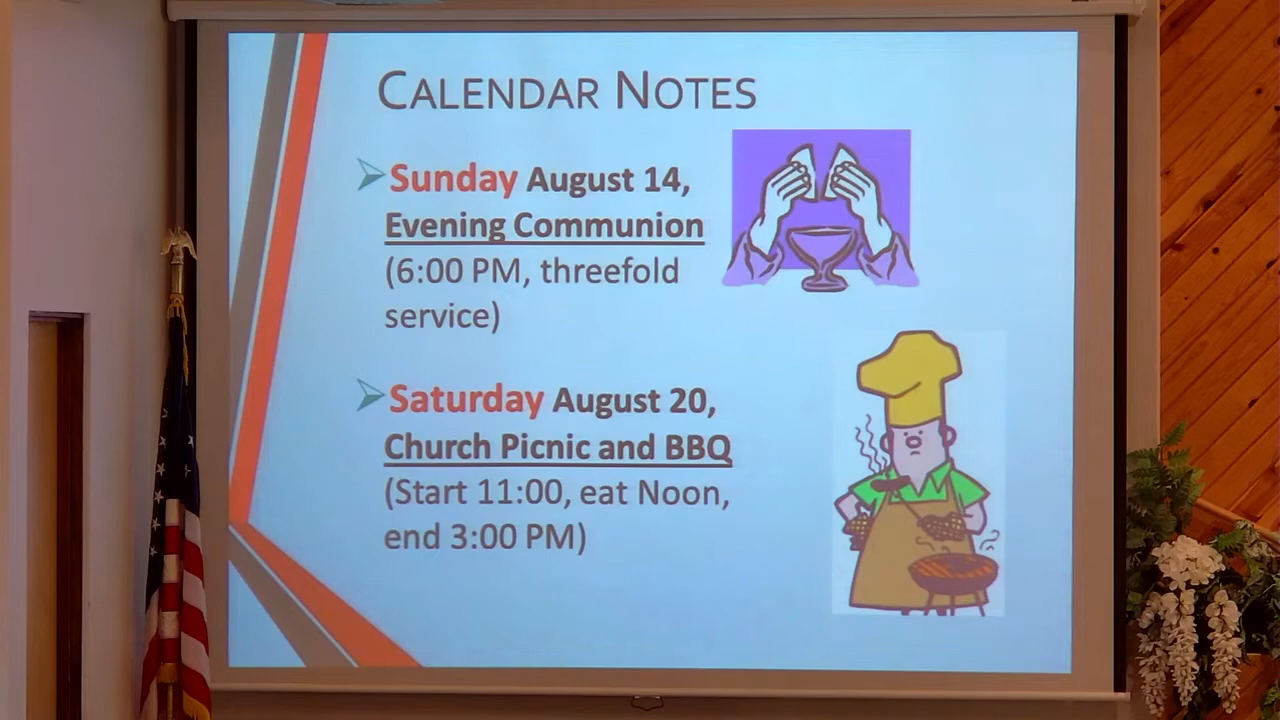 CALENDAR NOTES
Sunday August 14,
Evening Communion
(6:00 PM, threefold
service)
Saturday August 20,
Church Picnic and BBQ
(Start 11:00, eat Noon,
end 3:00 PM)